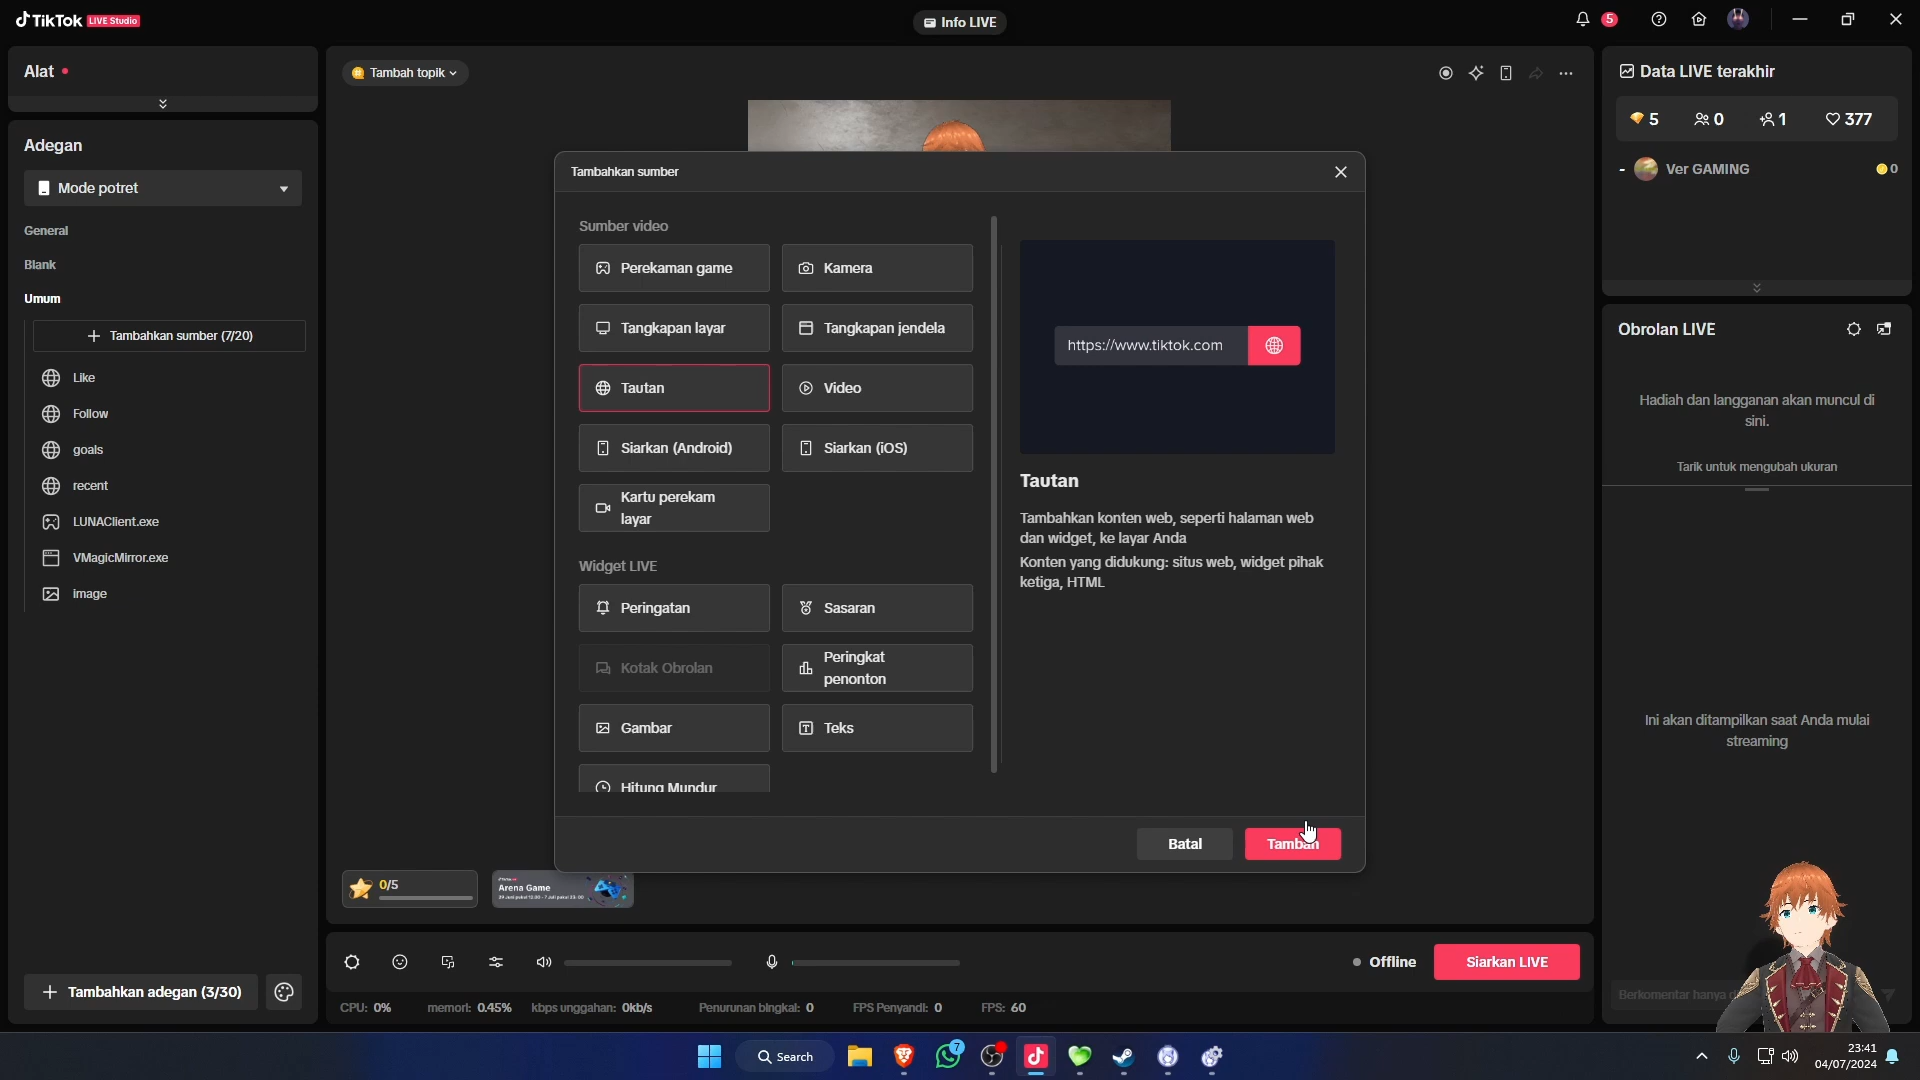 TikTok LIVE Studio
Info LIVE
5
Alat
Adegan
Mode potret
General
Blank
Umum
Tambahkan sumber (7/20)
Like
Follow
goals
recent
LUNAClient.exe
VMagicMirror.exe
image
Tambahkan adegan (3/30)
Tambah topik
Tambahkan sumber
Sumber video
Perekaman game
Kamera
Tangkapan layar
Tangkapan jendela
Tautan
Video
Siarkan (Android)
Siarkan (iOS)
Kartu perekam
layar
Widget LIVE
Peringatan
Sasaran
Kotak Obrolan
Peringkat
penonton
Gambar
Teks
Hitung Mundur
https://www.tiktok.com
Tautan
Tambahkan konten web, seperti halaman web
dan widget, ke layar Anda
Konten yang didukung: situs web, widget pihak
ketiga, HTML
Batal
Tambah
0/5
Arena Game
Offline
Siarkan LIVE
CPU: 0%
memori: 0.45%
kbps unggahan: 0kb/s
Penurunan bingkai: 0
FPS Penyandi: 0
FPS: 60
Data LIVE terakhir
5
0
1
377
- Ver GAMING
0
Obrolan LIVE
Hadiah dan langganan akan muncul di
sini.
Tarik untuk mengubah ukuran
Ini akan ditampilkan saat Anda mulai
streaming
Berkomentar hanya
Search
7
23:41
04/07/2024